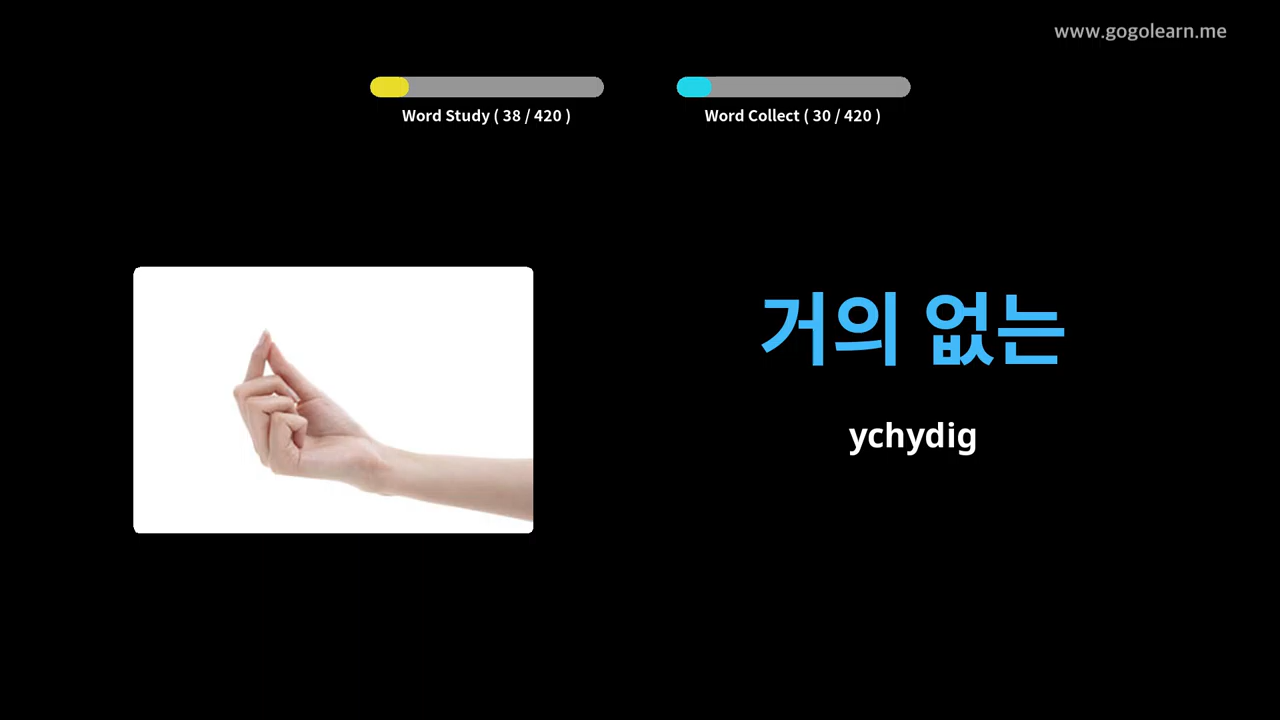 www.gogolearn.me
Word Study ( 38 / 420 )
Word Collect ( 30 / 420 )
거의 없는
ychydig